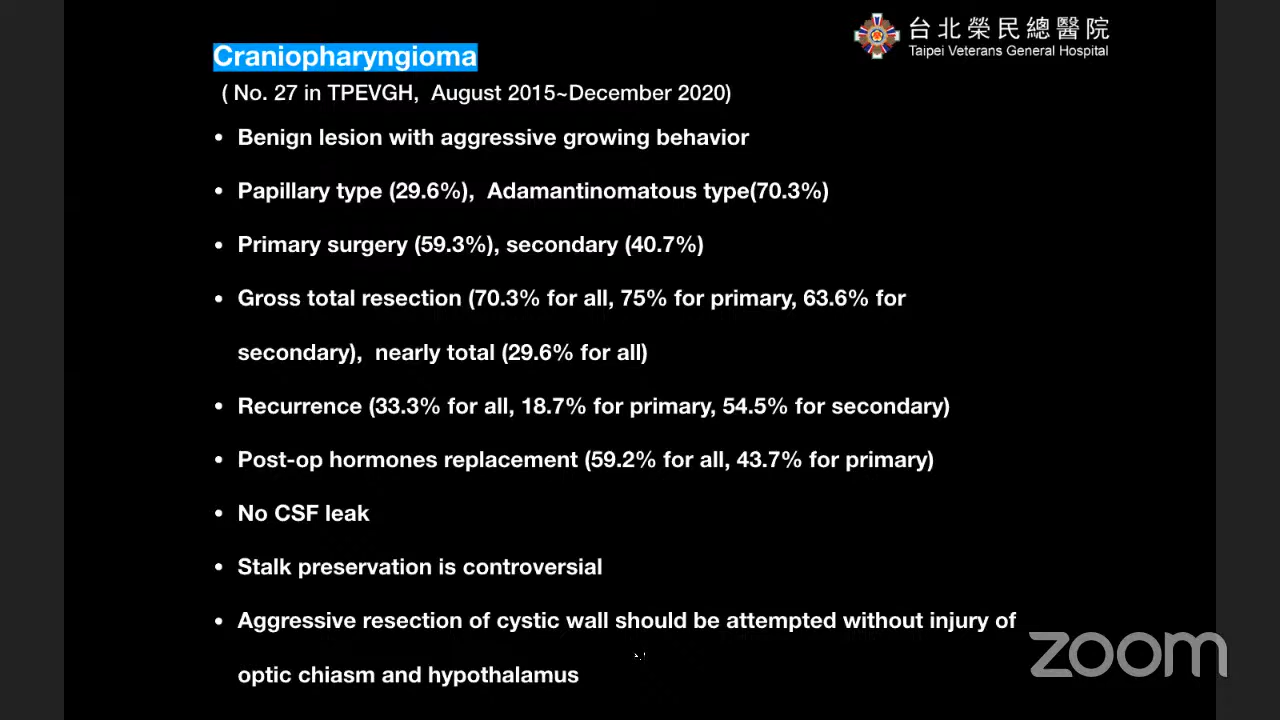 台北榮民總醫院
Taipei Veterans General Hospital
Craniopharyngioma
( No. 27 in TPEVGH, August 2015~December 2020)
• Benign lesion with aggressive growing behavior
• Papillary type (29.6%), Adamantinomatous type(70.3%)
• Primary surgery (59.3%), secondary (40.7%)
• Gross total resection (70.3% for all, 75% for primary, 63.6% for
secondary), nearly total (29.6% for all)
• Recurrence (33.3% for all, 18.7% for primary, 54.5% for secondary)
• Post-op hormones replacement (59.2% for all, 43.7% for primary)
• No CSF leak
• Stalk preservation is controversial
• Aggressive resection of cystic wall should be attempted without injury of
optic chiasm and hypothalamus
zoom